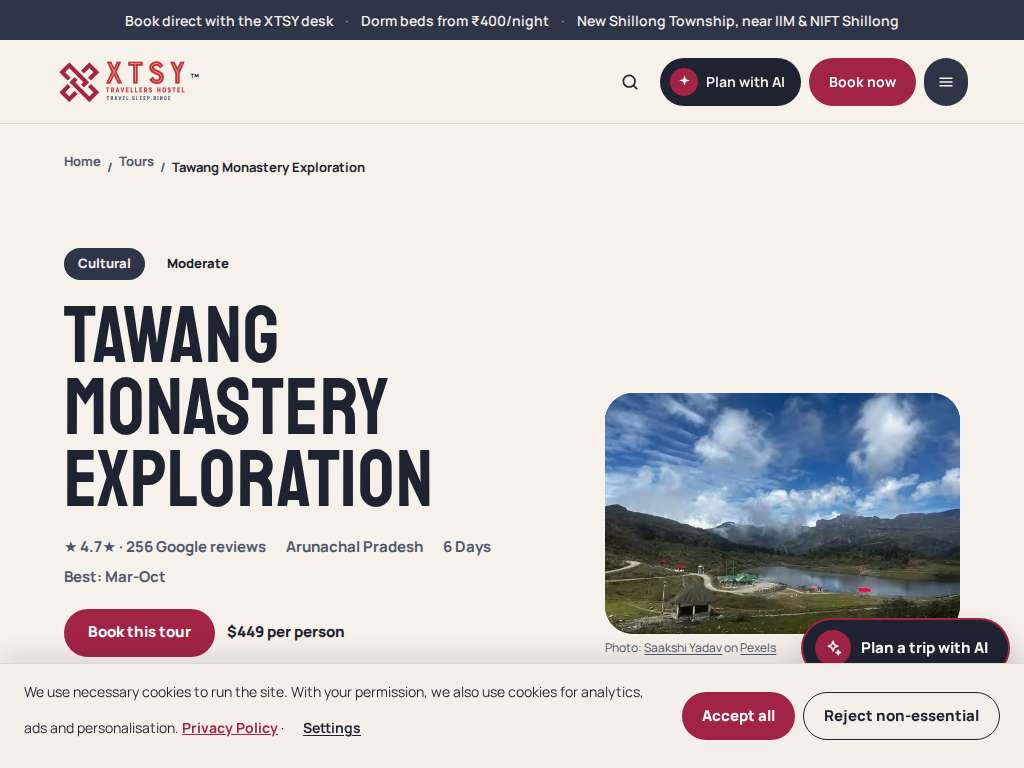 Book direct with the XTSY desk · Dorm beds from ₹400/night · New Shillong Township, near IIM & NIFT Shillong
XTSY ™
TRAVELLERS HOSTEL
TRAVEL.SLEEP.BINGE
Plan with AI
Book now
Home / Tours / Tawang Monastery Exploration
Cultural Moderate
TAWANG
MONASTERY
EXPLORATION
★ 4.7★ · 256 Google reviews Arunachal Pradesh 6 Days
Best: Mar-Oct
Book this tour $449 per person
Photo: Saakshi Yadav on Pexels
Plan a trip with AI
We use necessary cookies to run the site. With your permission, we also use cookies for analytics,
ads and personalisation. Privacy Policy · Settings
Accept all
Reject non-essential